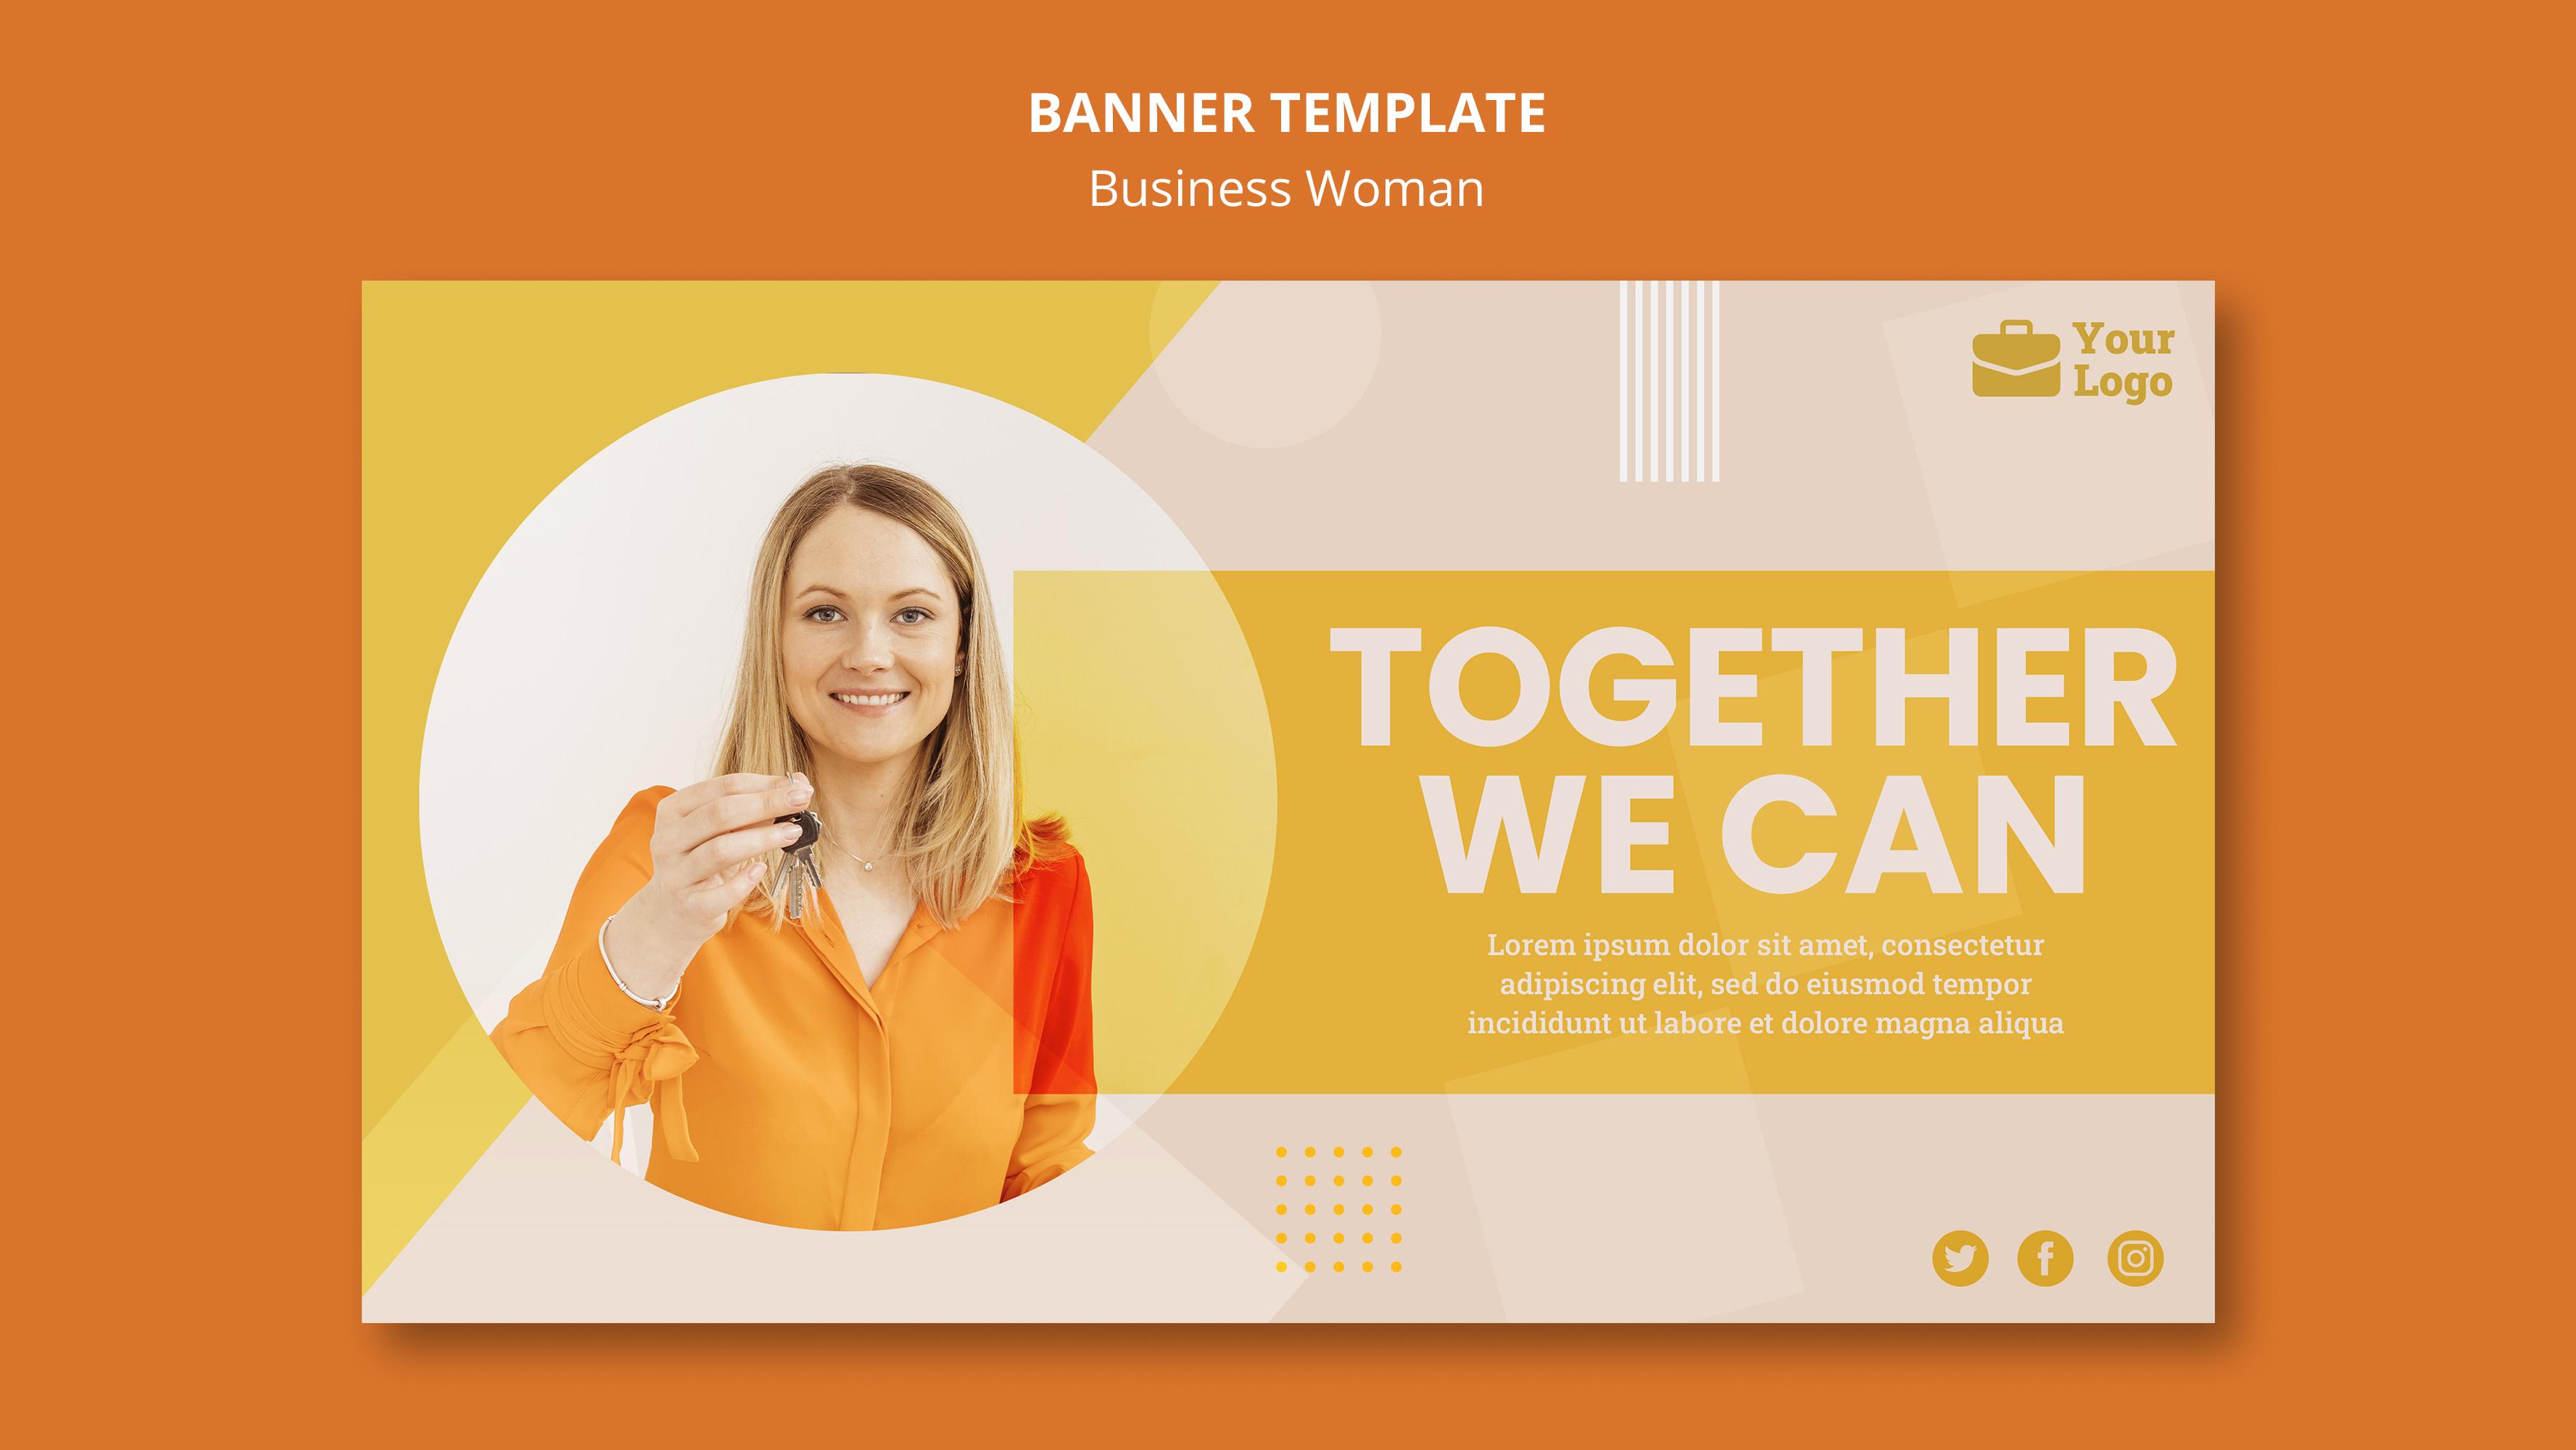 BANNER TEMPLATE
Business Woman
Your
Logo
TOGETHER
WE CAN
Lorem ipsum dolor sit amet, consectetur
adipiscing elit, sed do eiusmod tempor
incididunt ut labore et dolore magna aliqua